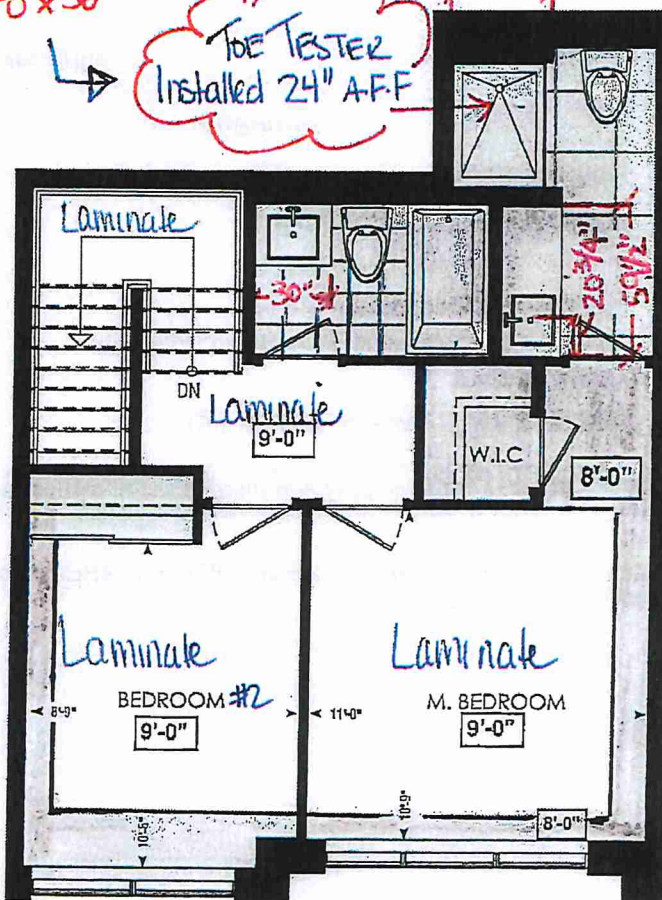 TOE TESTER
Installed 24" A.F.F
Laminate
30"
20 3/4"
59 1/2"
DN
Laminate
9'-0"
W.I.C
8'-0"
Laminate
BEDROOM #2
9'-0"
8'-9"
10'-6"
Laminate
M. BEDROOM
9'-0"
11'-0"
10'-9"
8'-0"